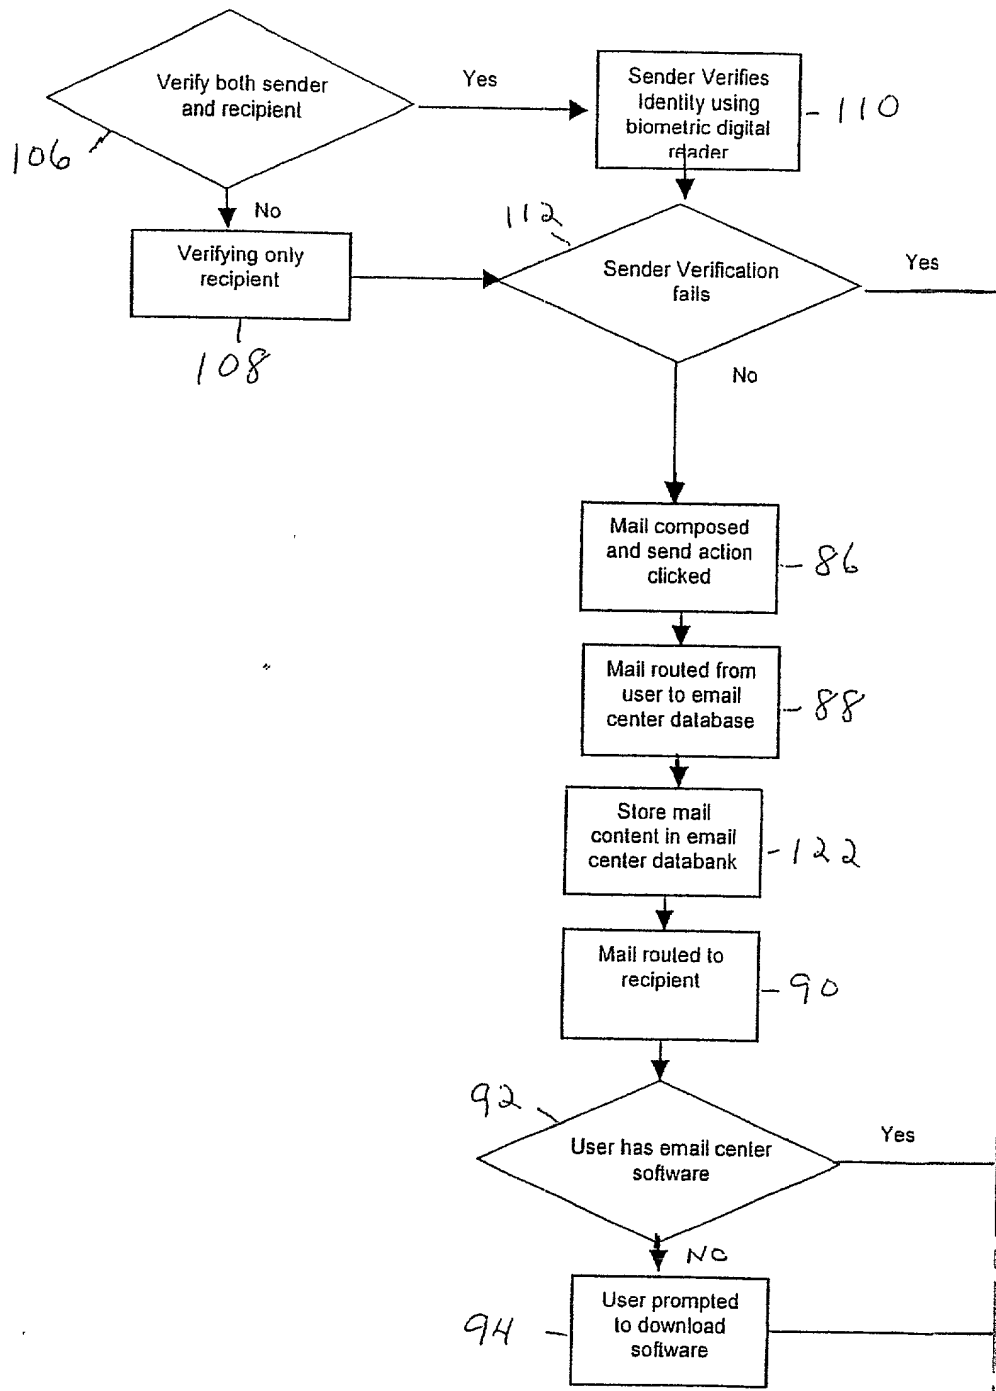 Verify both sender
and recipient
Yes
Sender Verifies
Identity using
biometric digital
reader
110
106
No
Verifying only
recipient
108
112
Sender Verification
fails
Yes
No
Mail composed
and send action
clicked
86
Mail routed from
user to email
center database
88
Store mail
content in email
center databank
122
Mail routed to
recipient
90
92
User has email center
software
Yes
NO
User prompted
to download
software
94